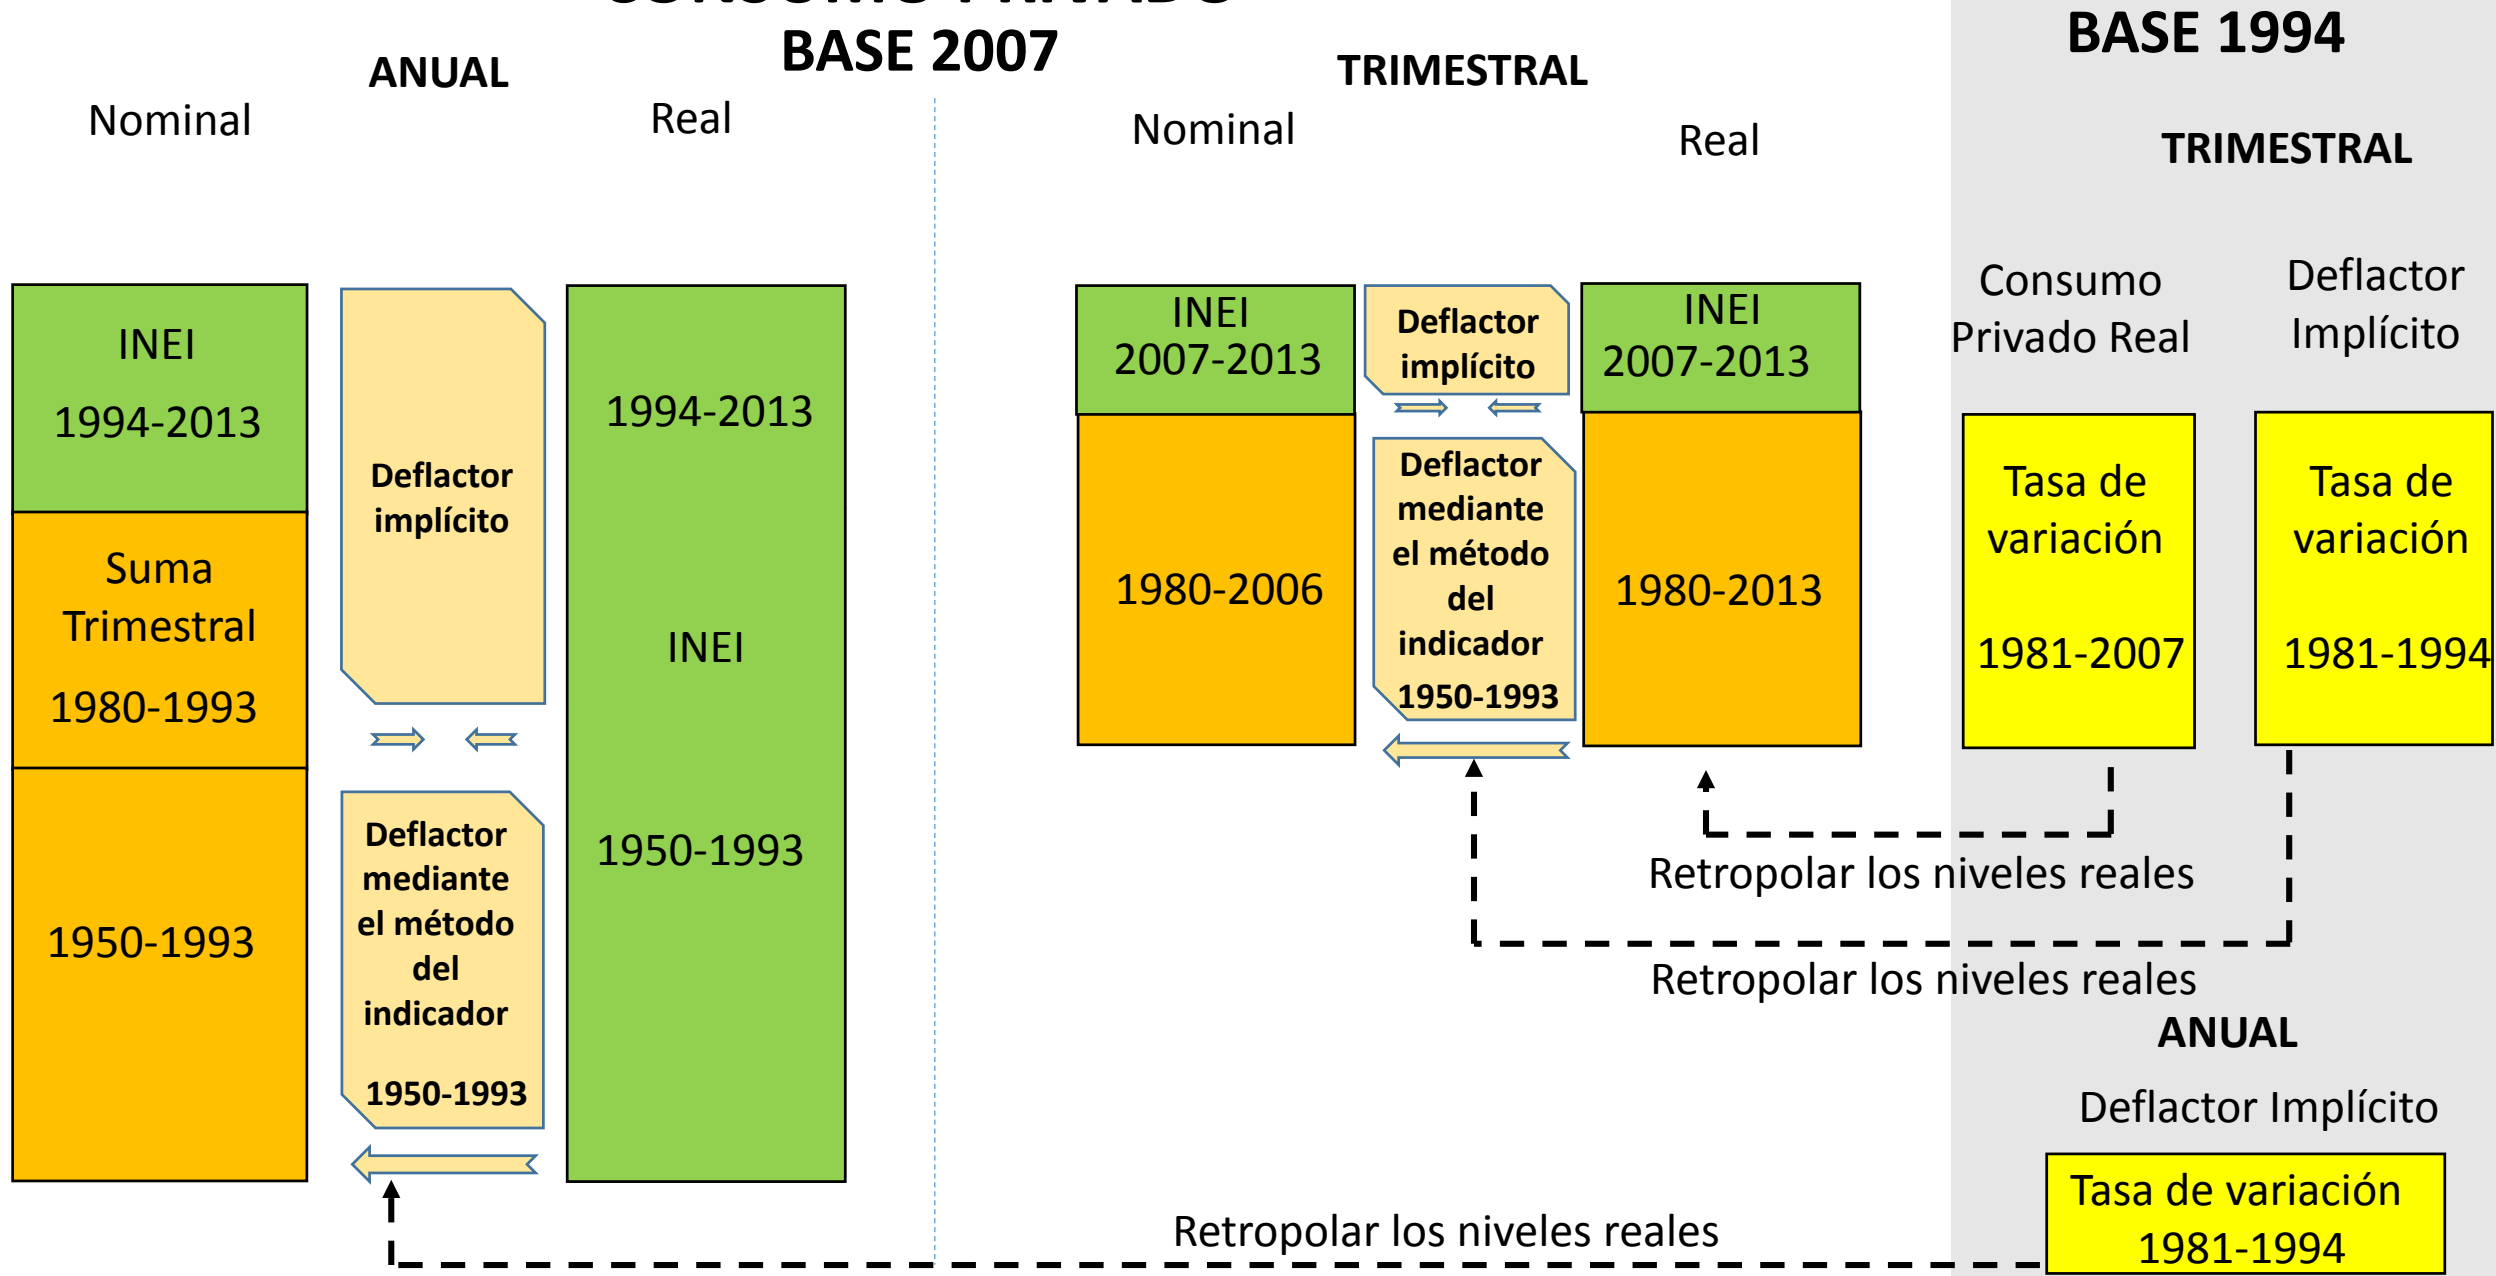 CONSUMO PRIVADO
BASE 2007
BASE 1994
ANUAL
TRIMESTRAL
Nominal
Real
Nominal
Real
TRIMESTRAL
Consumo
Privado Real
Deflactor
Implícito
INEI
1994-2013
Suma
Trimestral
1980-1993
1950-1993
Deflactor
implícito
Deflactor
mediante
el método
del
indicador
1950-1993
1994-2013
INEI
1950-1993
INEI
2007-2013
1980-2006
Deflactor
implícito
Deflactor
mediante
el método
del
indicador
1950-1993
INEI
2007-2013
1980-2013
Tasa de
variación
1981-2007
Tasa de
variación
1981-1994
Retropolar los niveles reales
Retropolar los niveles reales
ANUAL
Deflactor Implícito
Tasa de variación
1981-1994
Retropolar los niveles reales